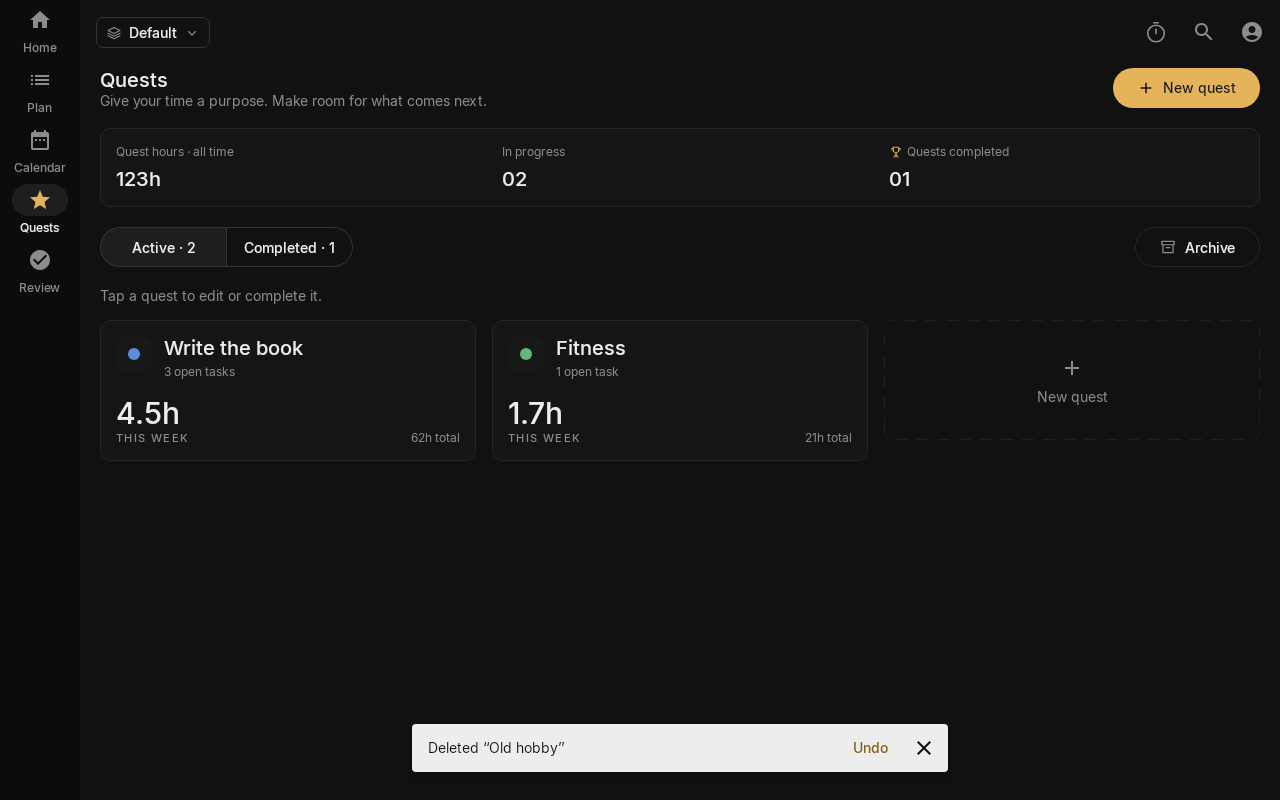 Home
Plan
Calendar
Quests
Review
Default
Quests
Give your time a purpose. Make room for what comes next.
New quest
Quest hours · all time
123h
In progress
02
Quests completed
01
Active · 2
Completed · 1
Archive
Tap a quest to edit or complete it.
Write the book
3 open tasks
4.5h
THIS WEEK
62h total
Fitness
1 open task
1.7h
THIS WEEK
21h total
New quest
Deleted “Old hobby”
Undo